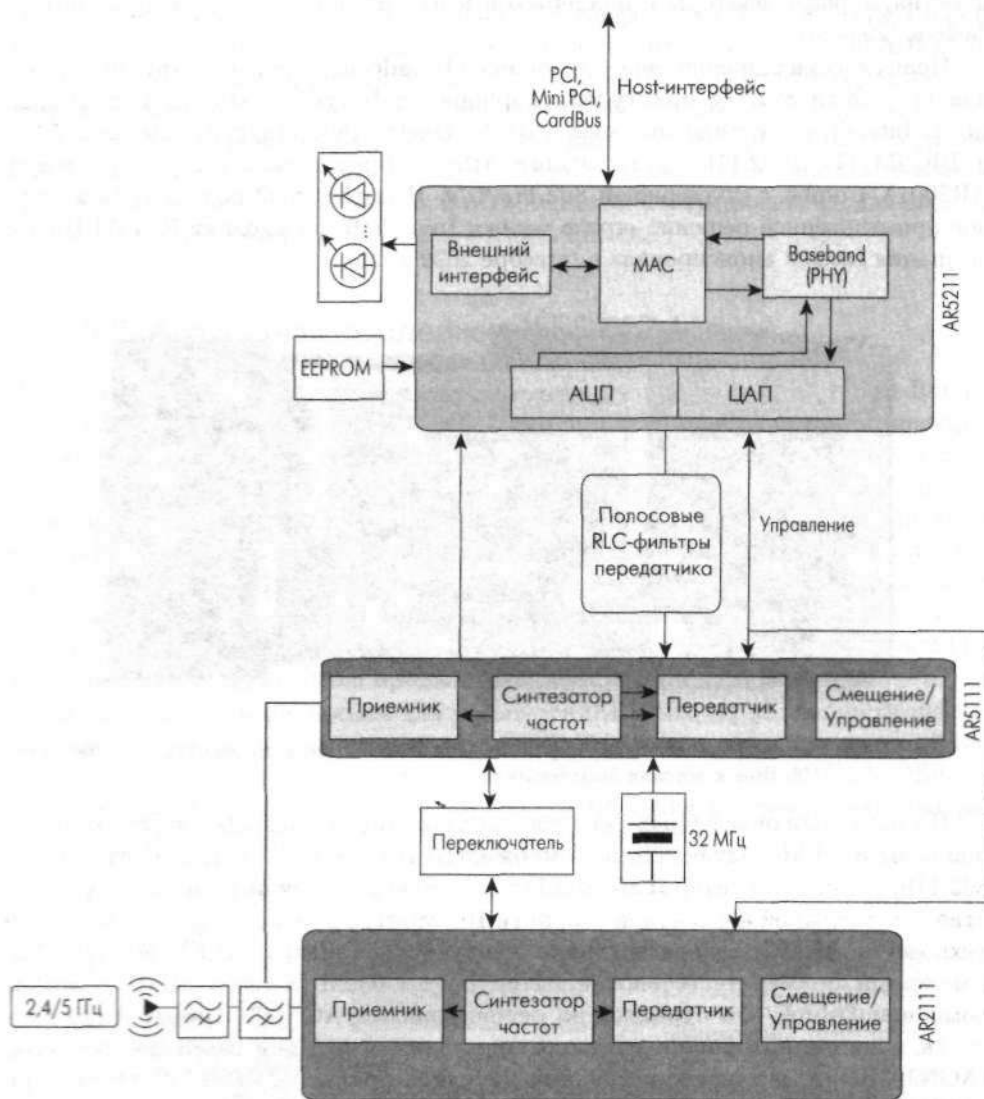 PCI,
Mini PCI,
CardBus
Host-интерфейс
Внешний
интерфейс
MAC
Baseband
(PHY)
AR5211
EEPROM
АЦП
ЦАП
Полосовые
RLC-фильтры
передатчика
Управление
Приемник
Синтезатор
частот
Передатчик
Смещение/
Управление
AR5111
Переключатель
32 МГц
2,4/5 ГГц
Приемник
Синтезатор
частот
Передатчик
Смещение/
Управление
AR2111